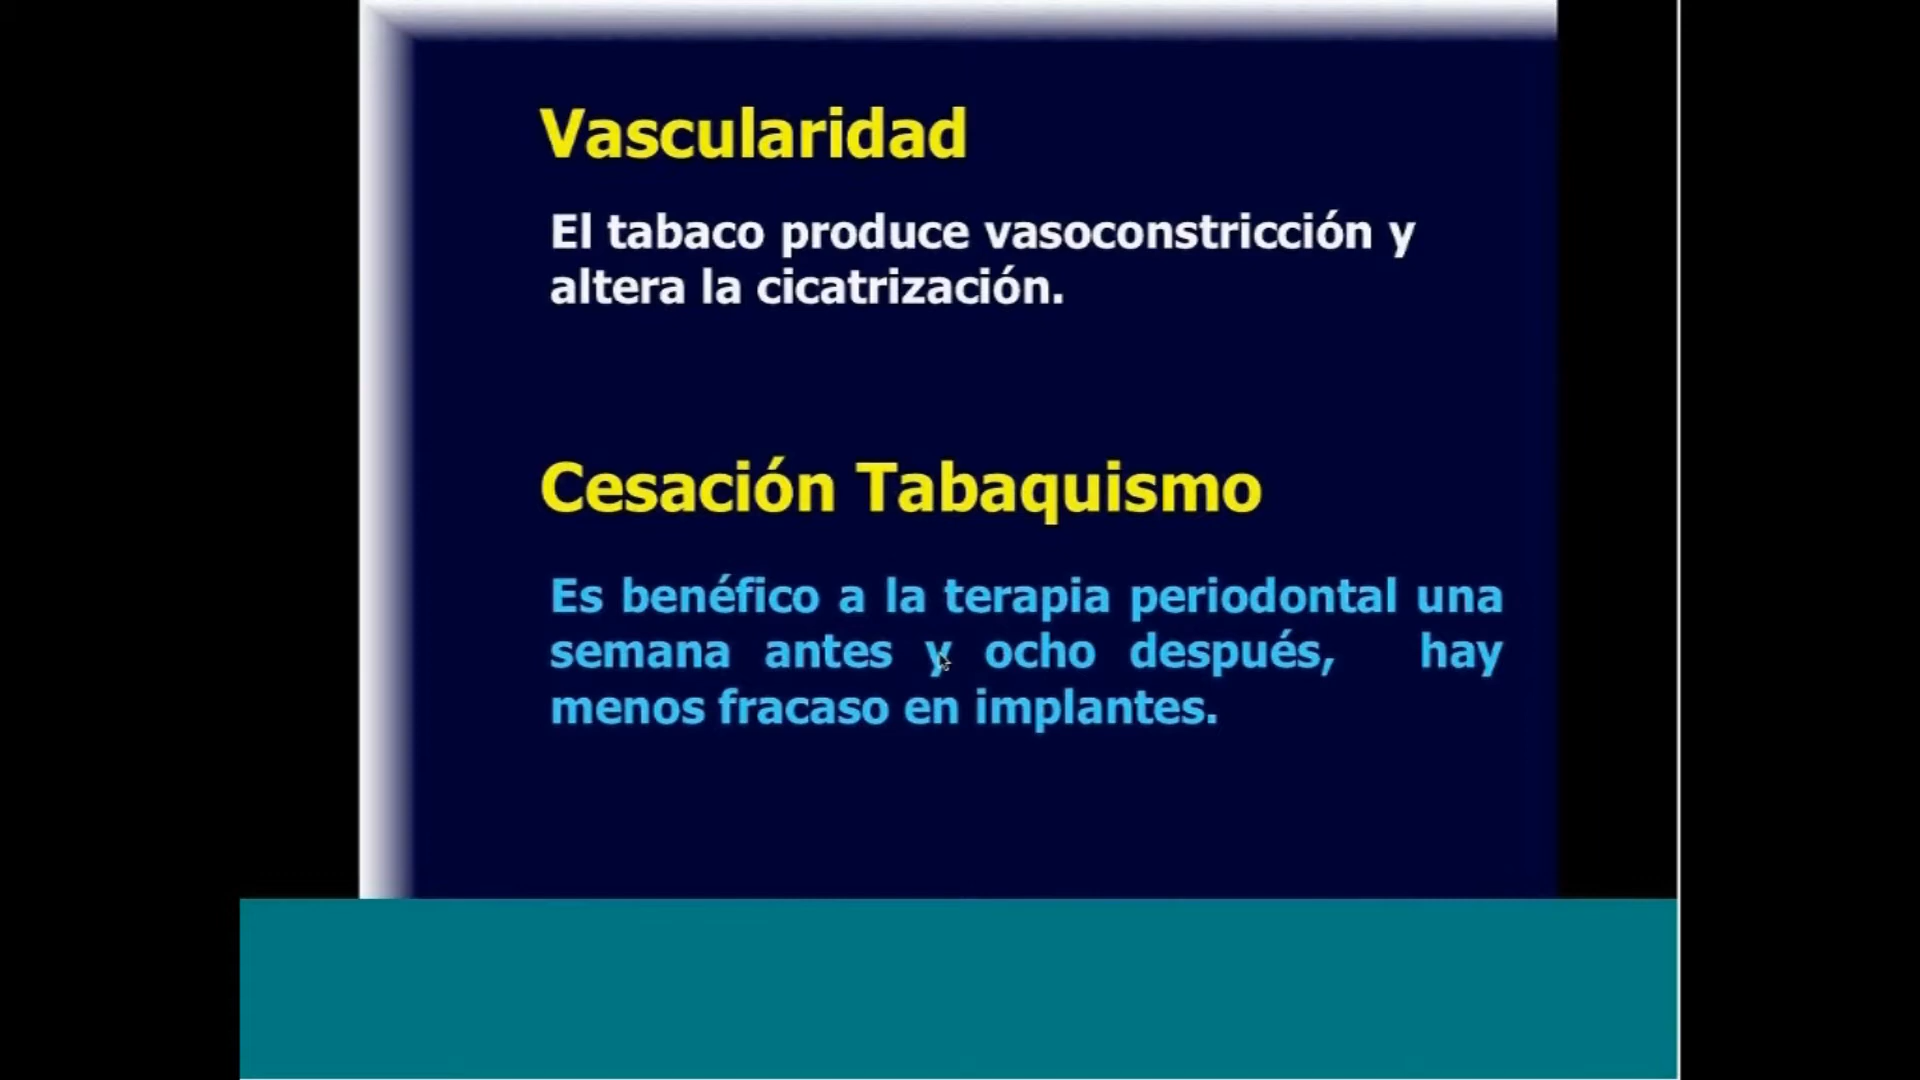 Vascularidad
El tabaco produce vasoconstricción y
altera la cicatrización.
Cesación Tabaquismo
Es benéfico a la terapia periodontal una
semana antes y ocho después, hay
menos fracaso en implantes.